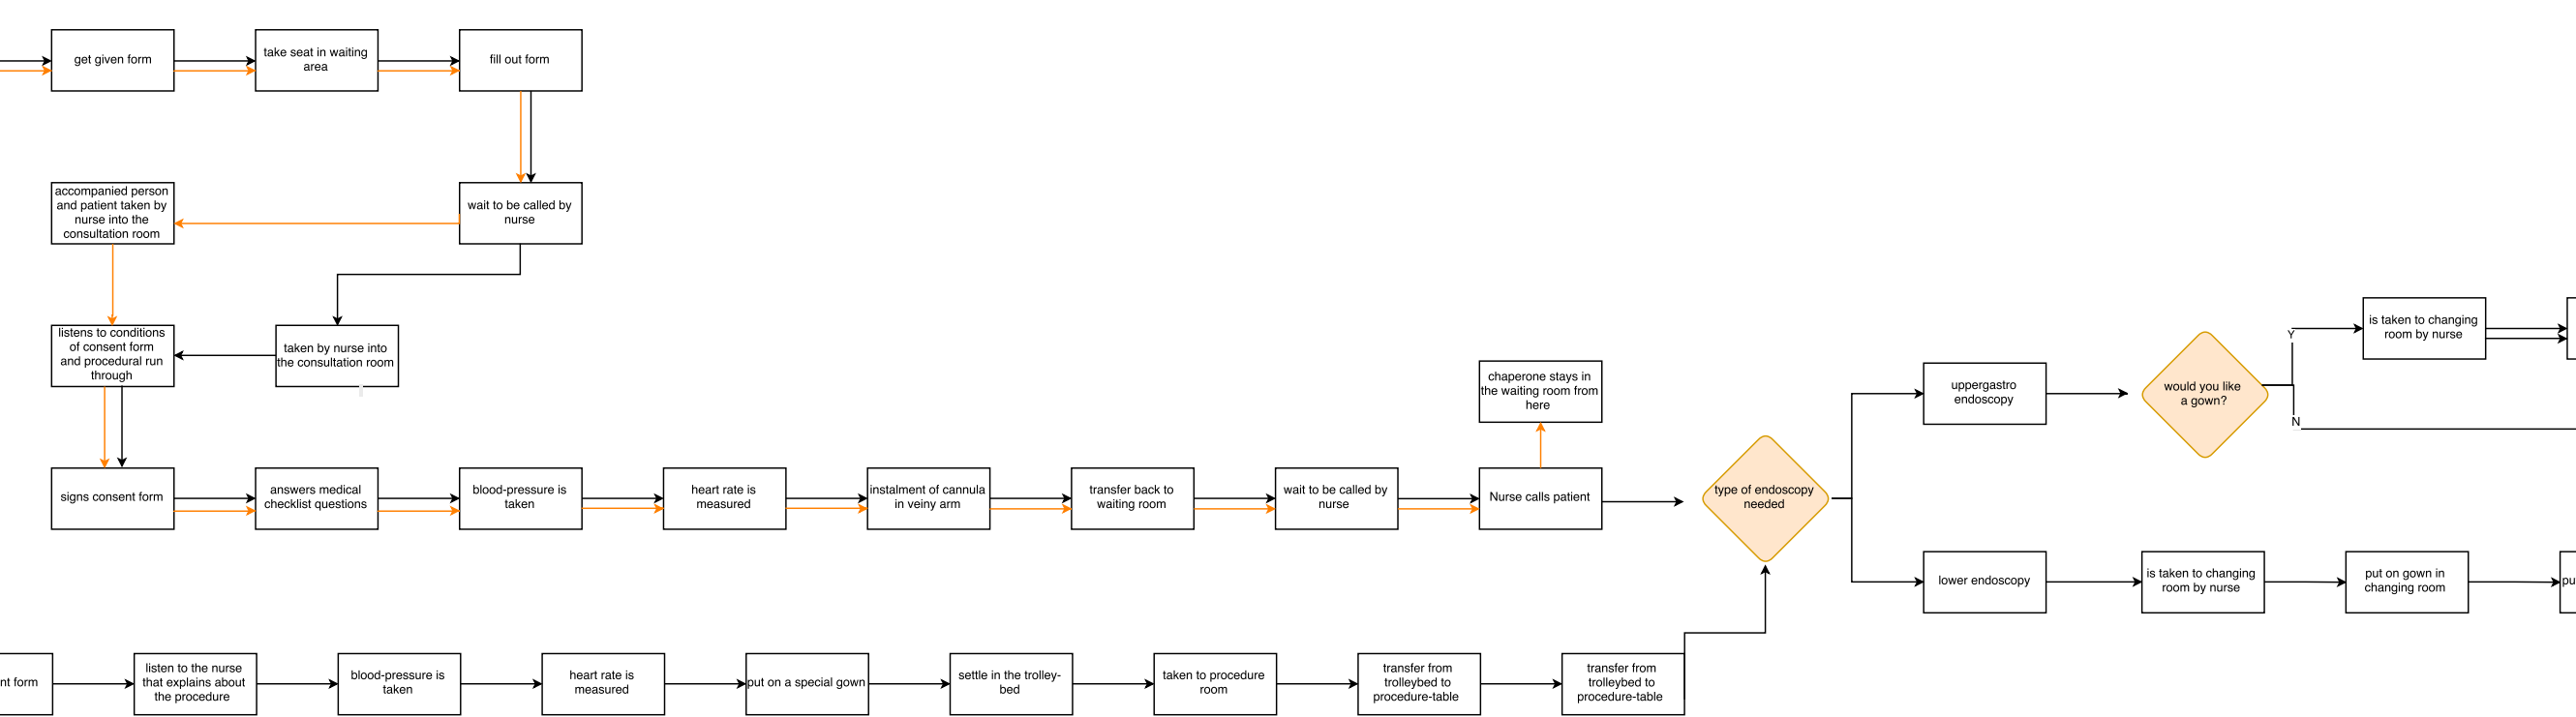 get given form
take seat in waiting
area
fill out form
accompanied person
and patient taken by
nurse into the
consultation room
wait to be called by
nurse
listens to conditions
of consent form
and procedural run
through
taken by nurse into
the consultation room
chaperone stays in
the waiting room from
here
signs consent form
answers medical
checklist questions
blood-pressure is
taken
heart rate is
measured
instalment of cannula
in veiny arm
transfer back to
waiting room
wait to be called by
nurse
Nurse calls patient
type of endoscopy
needed
uppergastro
endoscopy
would you like
a gown?
Y
N
is taken to changing
room by nurse
lower endoscopy
is taken to changing
room by nurse
put on gown in
changing room
pu
nt form
listen to the nurse
that explains about
the procedure
blood-pressure is
taken
heart rate is
measured
put on a special gown
settle in the trolley-
bed
taken to procedure
room
transfer from
trolleybed to
procedure-table
transfer from
trolleybed to
procedure-table